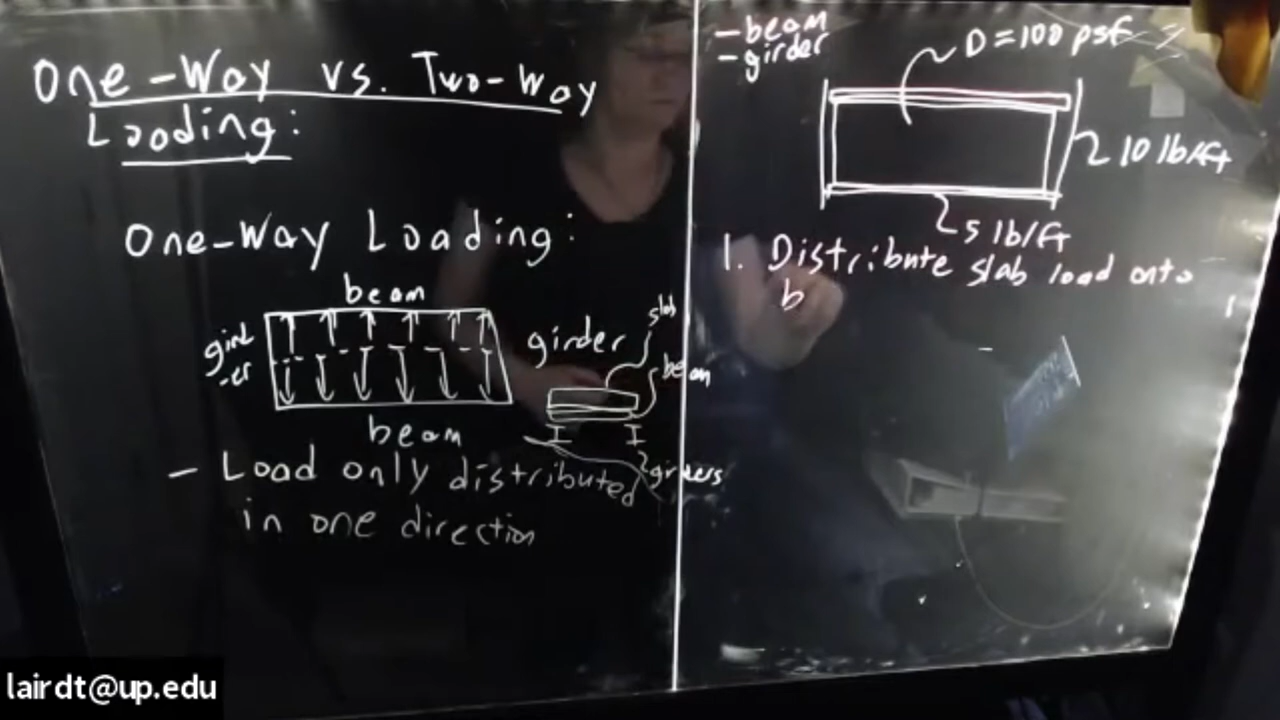 One-Way vs. Two-Way
Loading:
One-Way Loading:
beam
gird
-er
girder
slab
beam
beam
girders
- Load only distributed
in one direction
- beam
- girder
D = 100 psf
10 lb/ft
5 lb/ft
1. Distribute slab load onto
b
lairdt@up.edu